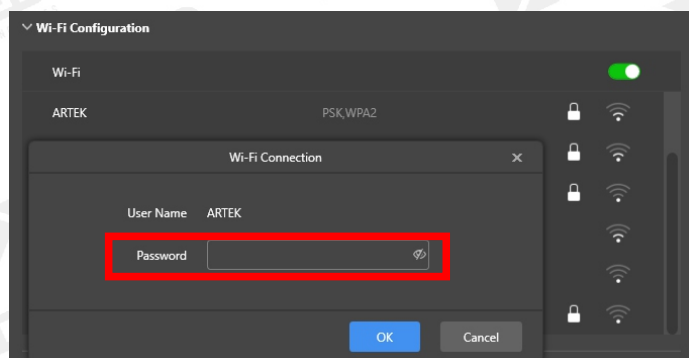 Wi-Fi Configuration
Wi-Fi
ARTEK PSK,WPA2
Wi-Fi Connection
User Name ARTEK
Password
OK Cancel